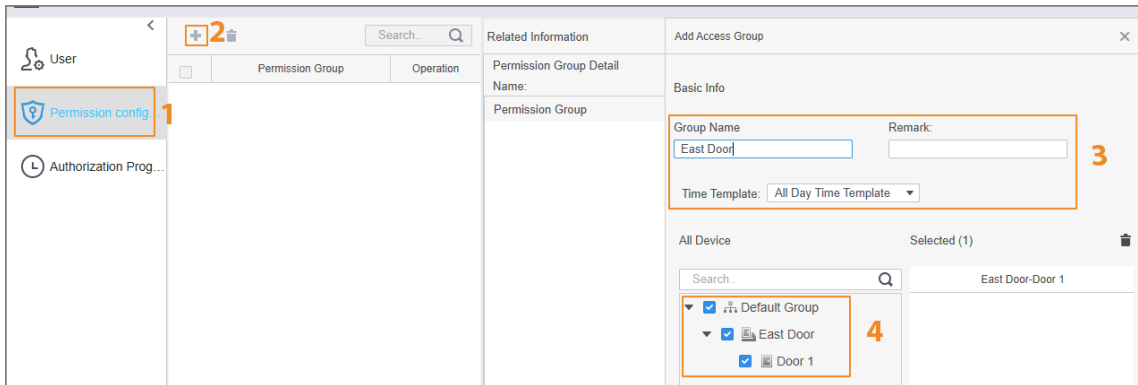 User
Permission config...
1
Authorization Prog...
2
Search..
Permission Group
Operation
Related Information
Permission Group Detail
Name:
Permission Group
Add Access Group
Basic Info
Group Name
Remark:
East Door
3
Time Template:
All Day Time Template
All Device
Selected (1)
Search..
East Door-Door 1
Default Group
East Door
4
Door 1